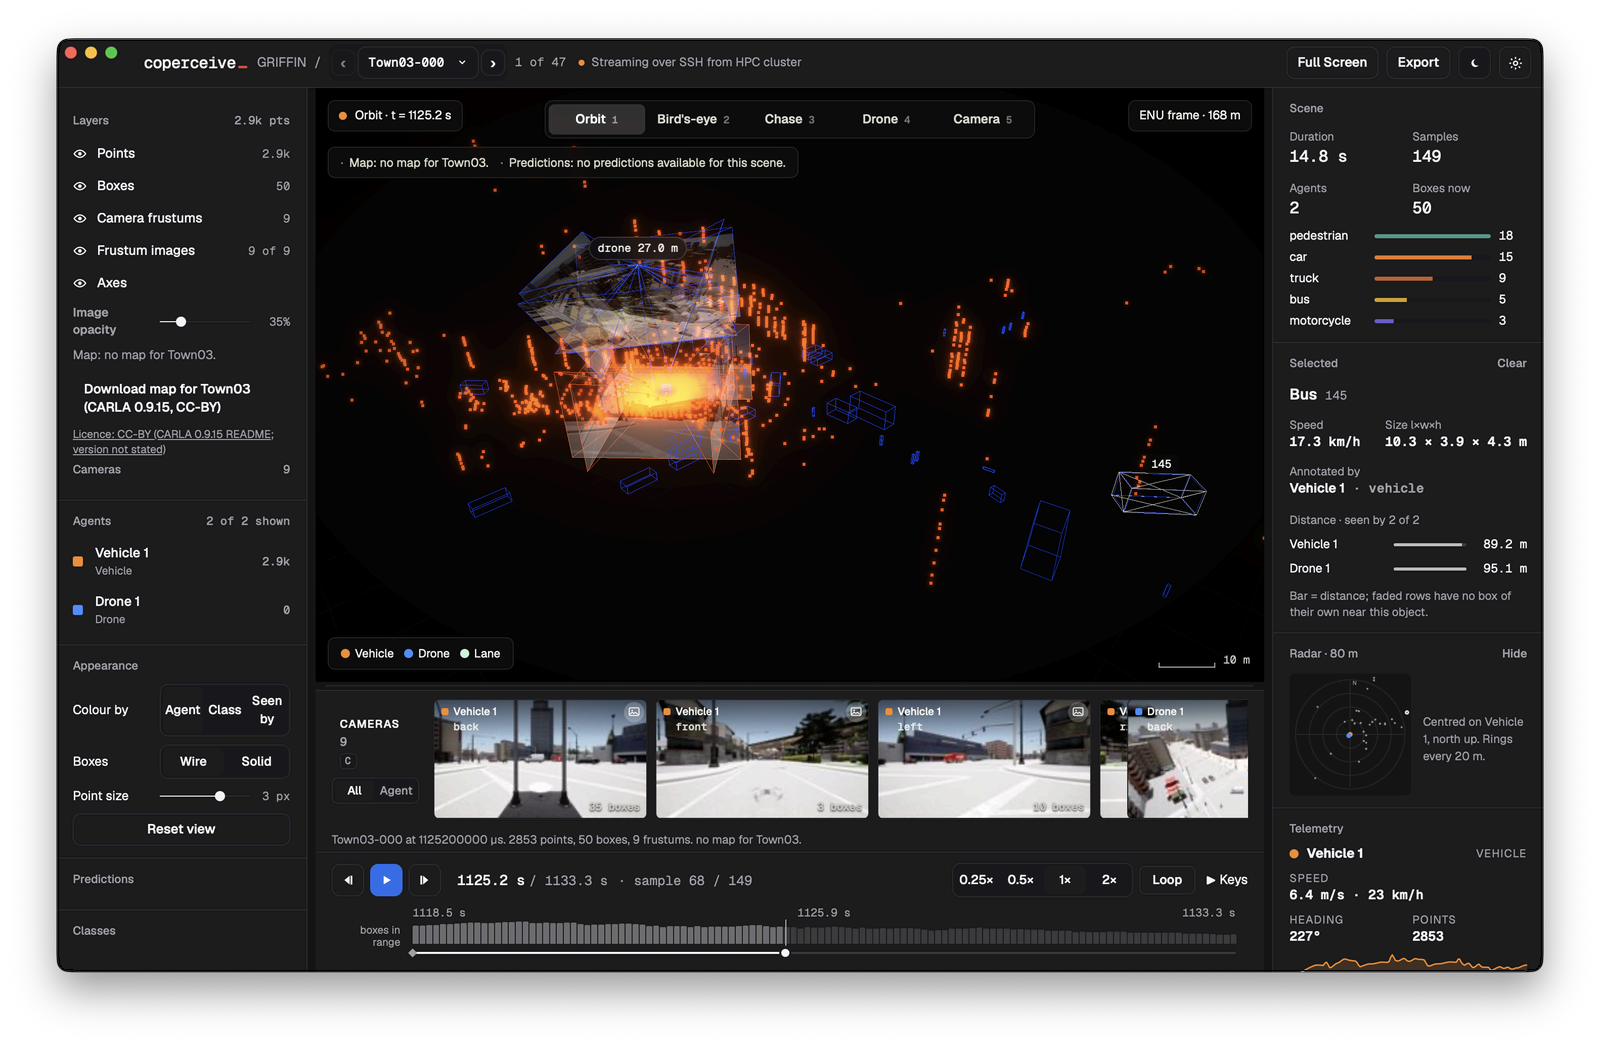 coperceive_ GRIFFIN / ‹ Town03-000 › 1 of 47 Streaming over SSH from HPC cluster Full Screen Export
Layers 2.9k pts
Points 2.9k
Boxes 50
Camera frustums 9
Frustum images 9 of 9
Axes
Image opacity 35%
Map: no map for Town03.
Download map for Town03
(CARLA 0.9.15, CC-BY)
Licence: CC-BY (CARLA 0.9.15 README;
version not stated)
Cameras 9
Agents 2 of 2 shown
Vehicle 1 2.9k
Vehicle
Drone 1 0
Drone
Appearance
Colour by Agent Class Seen by
Boxes Wire Solid
Point size 3 px
Reset view
Predictions
Classes
Orbit · t = 1125.2 s
Orbit 1 Bird's-eye 2 Chase 3 Drone 4 Camera 5
ENU frame · 168 m
· Map: no map for Town03. · Predictions: no predictions available for this scene.
drone 27.0 m
145
Vehicle Drone Lane
10 m
CAMERAS
9
C
All Agent
Vehicle 1
back
35 boxes
Vehicle 1
front
3 boxes
Vehicle 1
left
10 boxes
Drone 1
back
Town03-000 at 1125200000 µs. 2853 points, 50 boxes, 9 frustums. no map for Town03.
1125.2 s / 1133.3 s · sample 68 / 149
0.25× 0.5× 1× 2× Loop ▶ Keys
1118.5 s 1125.9 s 1133.3 s
boxes in
range
Scene
Duration Samples
14.8 s 149
Agents Boxes now
2 50
pedestrian 18
car 15
truck 9
bus 5
motorcycle 3
Selected Clear
Bus 145
Speed Size l×w×h
17.3 km/h 10.3 × 3.9 × 4.3 m
Annotated by
Vehicle 1 · vehicle
Distance · seen by 2 of 2
Vehicle 1 89.2 m
Drone 1 95.1 m
Bar = distance; faded rows have no box of
their own near this object.
Radar · 80 m Hide
N
Centred on Vehicle
1, north up. Rings
every 20 m.
Telemetry
Vehicle 1 VEHICLE
SPEED
6.4 m/s · 23 km/h
HEADING POINTS
227° 2853